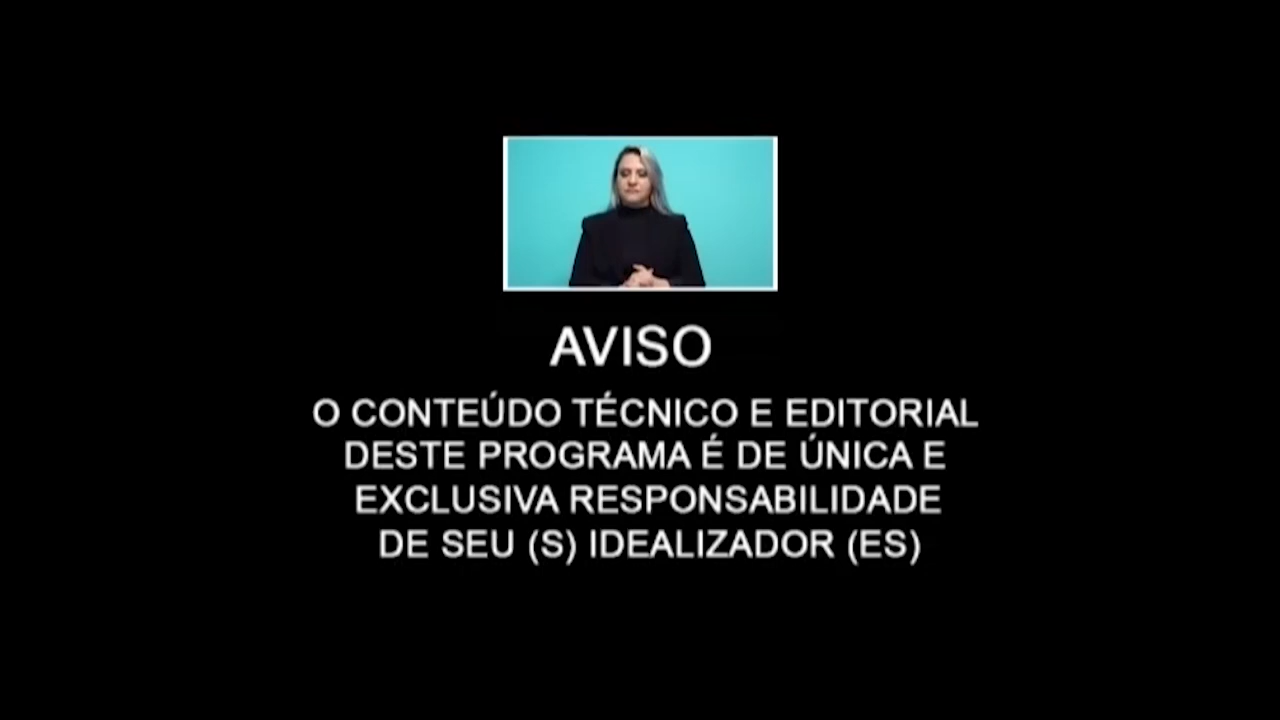 AVISO
O CONTEÚDO TÉCNICO E EDITORIAL
DESTE PROGRAMA É DE ÚNICA E
EXCLUSIVA RESPONSABILIDADE
DE SEU (S) IDEALIZADOR (ES)